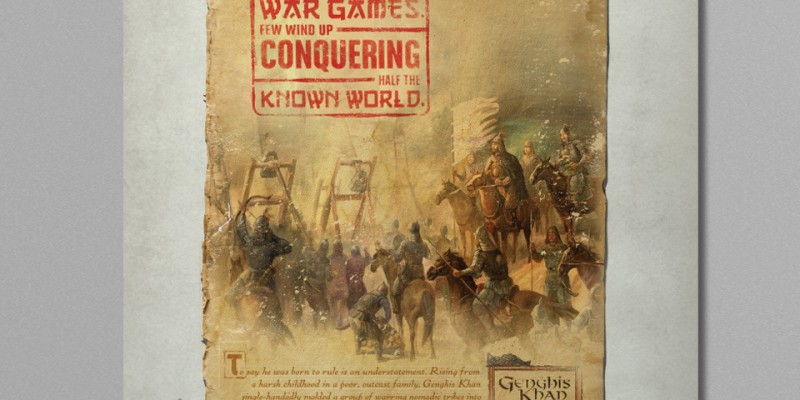 WAR GAMES.
FEW WIND UP
CONQUERING
HALF THE
KNOWN WORLD.
To say he was born to rule is an understatement. Rising from
a harsh childhood in a poor, outcast family, Genghis Khan
single-handedly molded a group of warring nomadic tribes into
Genghis
Khan